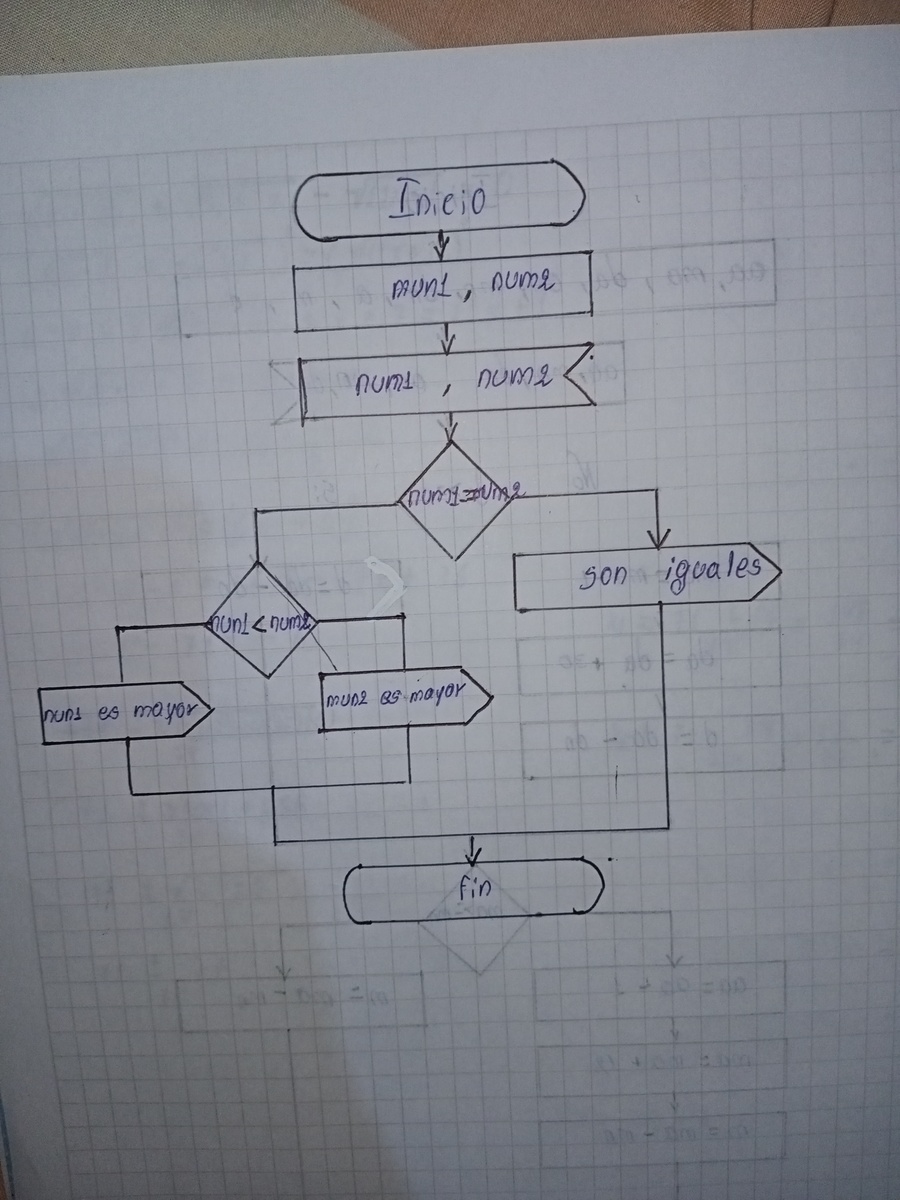 Inicio
num1 , num2
num1 , num2
num1=num2
son iguales
num1<num2
num1 es mayor
num2 es mayor
fin